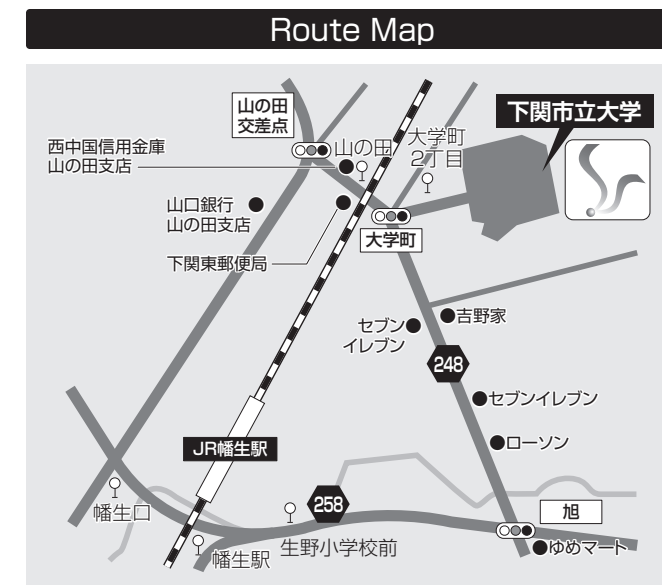 Route Map
山の田
交差点
下関市立大学
西中国信用金庫
山の田支店
山の田
大学町
2丁目
山口銀行
山の田支店
大学町
下関東郵便局
セブン
イレブン
吉野家
248
セブンイレブン
ローソン
JR幡生駅
258
旭
幡生口
幡生駅
生野小学校前
ゆめマート